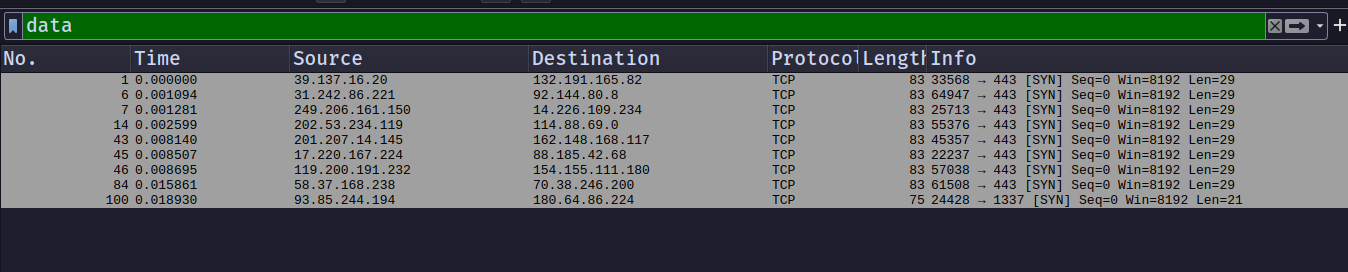 data
No. Time Source Destination Protocol Length Info
1 0.000000 39.137.16.20 132.191.165.82 TCP 83 33568 → 443 [SYN] Seq=0 Win=8192 Len=29
6 0.001094 31.242.86.221 92.144.80.8 TCP 83 64947 → 443 [SYN] Seq=0 Win=8192 Len=29
7 0.001281 249.206.161.150 14.226.109.234 TCP 83 25713 → 443 [SYN] Seq=0 Win=8192 Len=29
14 0.002599 202.53.234.119 114.88.69.0 TCP 83 55376 → 443 [SYN] Seq=0 Win=8192 Len=29
43 0.008140 201.207.14.145 162.148.168.117 TCP 83 45357 → 443 [SYN] Seq=0 Win=8192 Len=29
45 0.008507 17.220.167.224 88.185.42.68 TCP 83 22237 → 443 [SYN] Seq=0 Win=8192 Len=29
46 0.008695 119.200.191.232 154.155.111.180 TCP 83 57038 → 443 [SYN] Seq=0 Win=8192 Len=29
84 0.015861 58.37.168.238 70.38.246.200 TCP 83 61508 → 443 [SYN] Seq=0 Win=8192 Len=29
100 0.018930 93.85.244.194 180.64.86.224 TCP 75 24428 → 1337 [SYN] Seq=0 Win=8192 Len=21